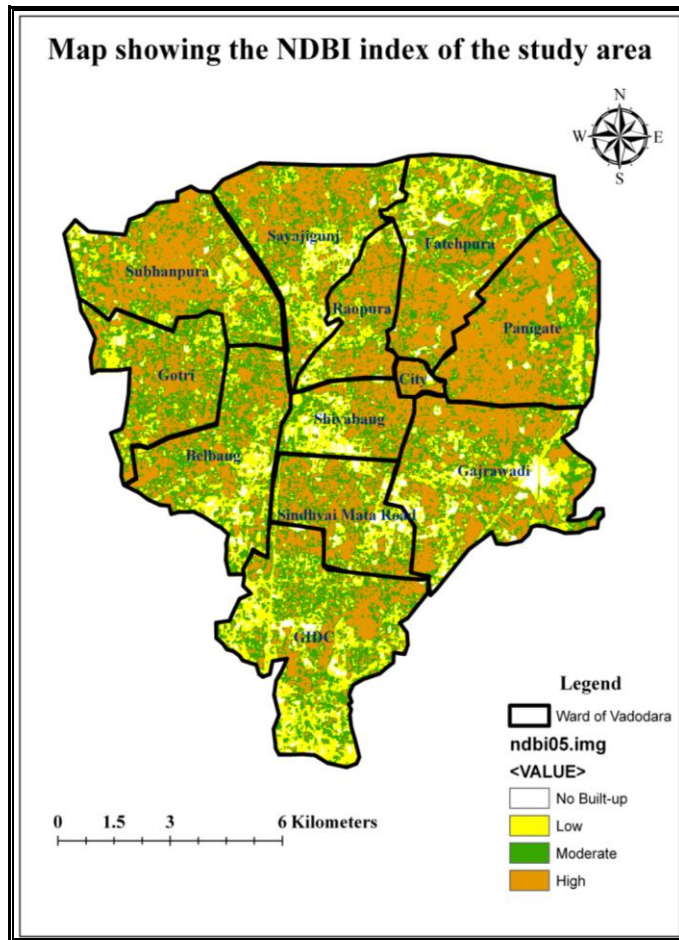 Map showing the NDBI index of the study area
N
W E
S
Sayajigunj
Fatehpura
Subhanpura
Raopura
Panigate
Gotri
City
Shiyabaug
Belbaug
Gajrawadi
Sindhvai Mata Road
GIDC
Legend
Ward of Vadodara
ndbi05.img
<VALUE>
No Built-up
Low
Moderate
High
0 1.5 3 6 Kilometers